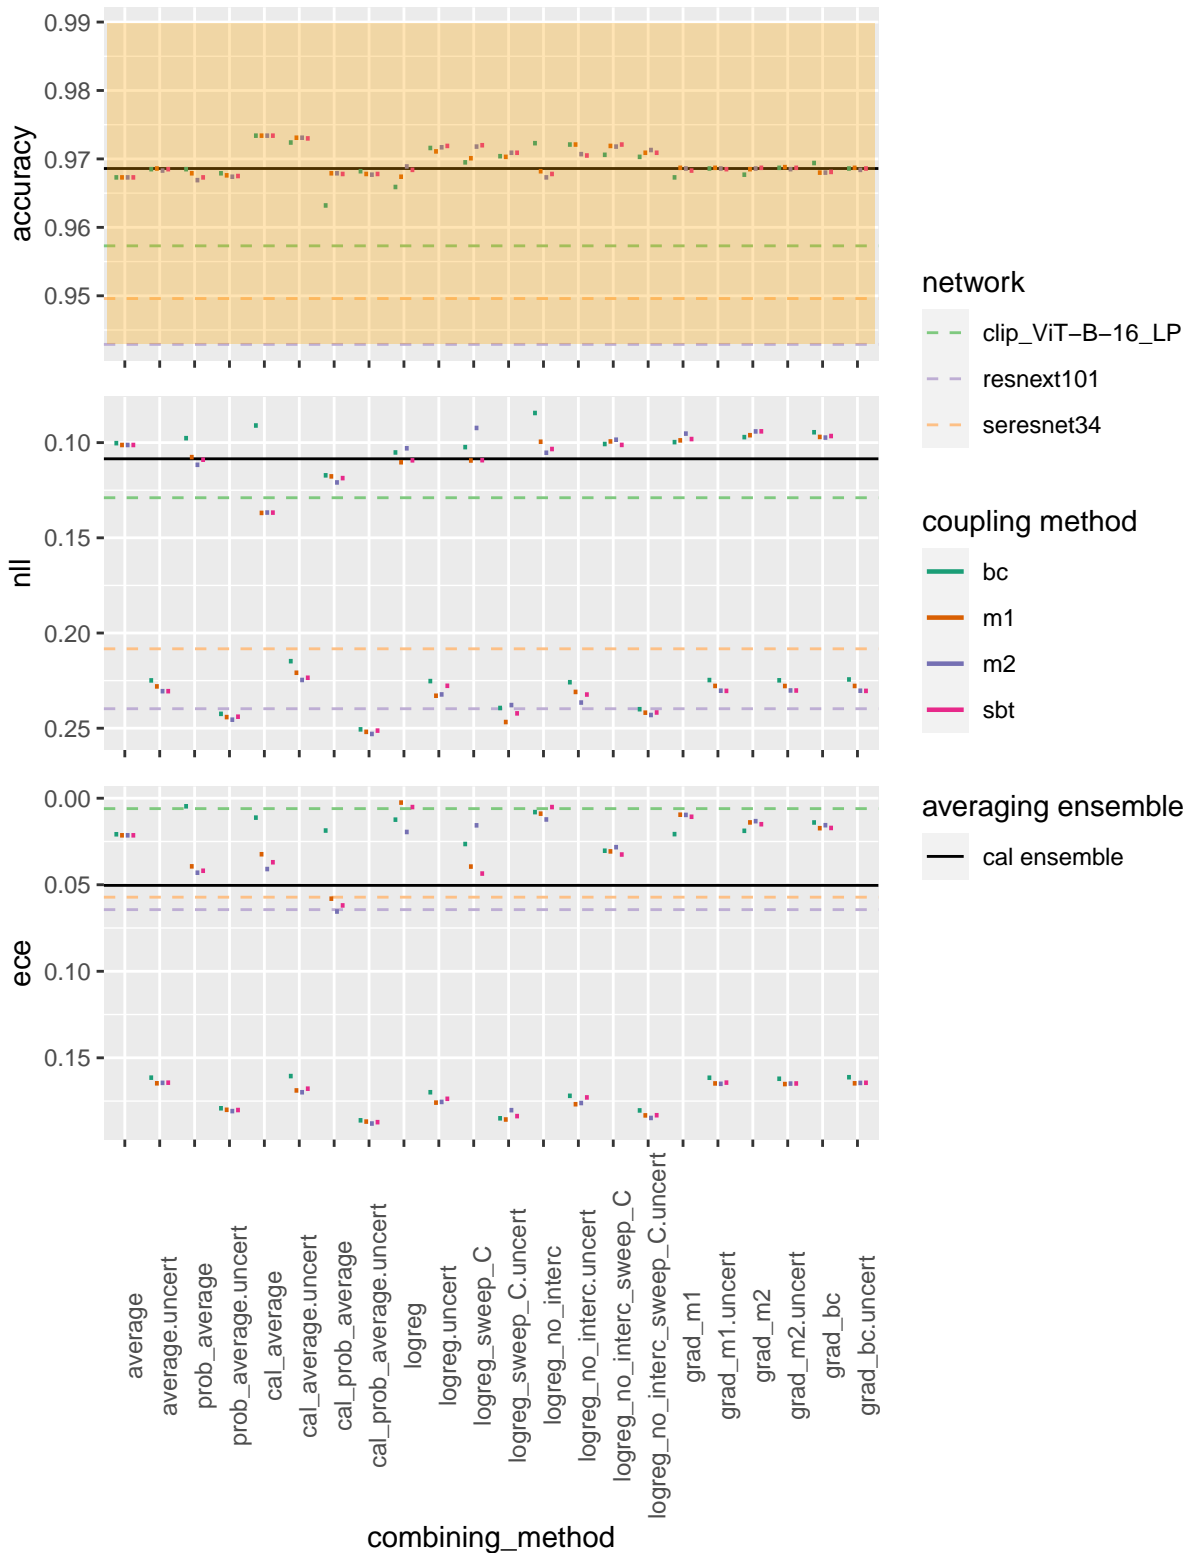 0.99
0.98
0.97
0.96
0.95
accuracy
0.10
0.15
0.20
0.25
nll
0.00
0.05
0.10
0.15
ece
average
average.uncert
prob_average
prob_average.uncert
cal_average
cal_average.uncert
cal_prob_average
cal_prob_average.uncert
logreg
logreg.uncert
logreg_sweep_C
logreg_sweep_C.uncert
logreg_no_interc
logreg_no_interc.uncert
logreg_no_interc_sweep_C
logreg_no_interc_sweep_C.uncert
grad_m1
grad_m1.uncert
grad_m2
grad_m2.uncert
grad_bc
grad_bc.uncert
combining_method
network
clip_ViT−B−16_LP
resnext101
seresnet34
coupling method
bc
m1
m2
sbt
averaging ensemble
cal ensemble